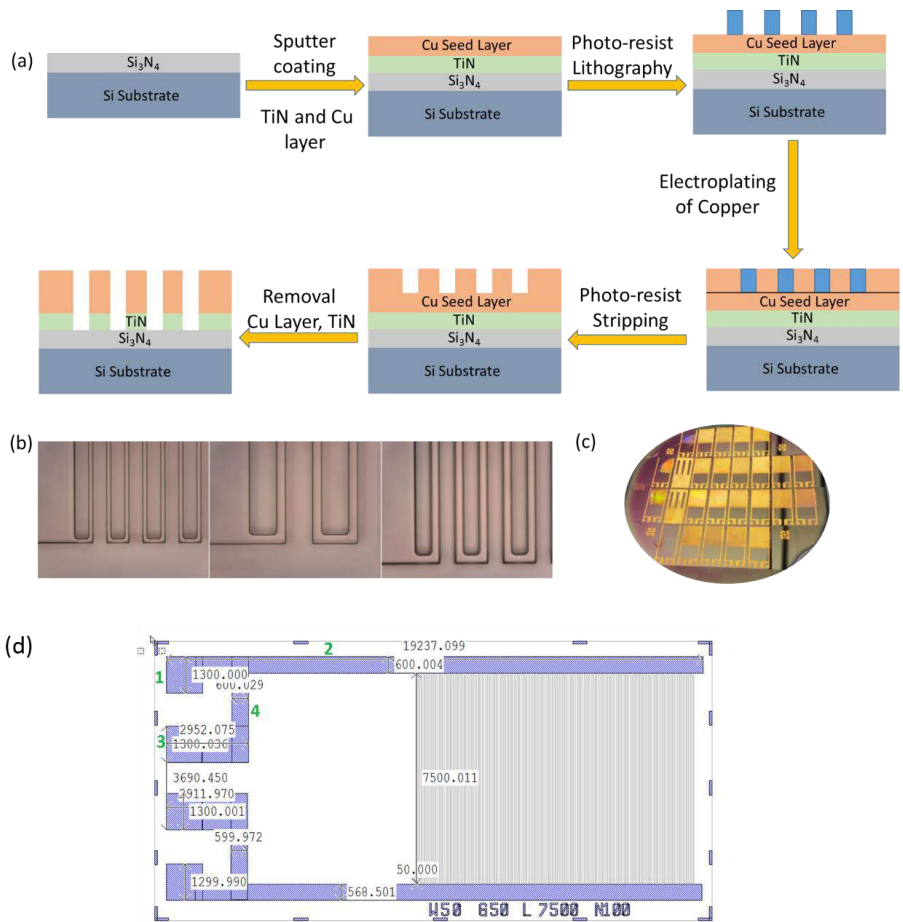 (a)
Si₃N₄
Si Substrate
Sputter
coating
TiN and Cu
layer
Cu Seed Layer
TiN
Si₃N₄
Si Substrate
Photo-resist
Lithography
Cu Seed Layer
TiN
Si₃N₄
Si Substrate
Electroplating
of Copper
Cu Seed Layer
TiN
Si₃N₄
Si Substrate
Photo-resist
Stripping
Cu Seed Layer
TiN
Si₃N₄
Si Substrate
Removal
Cu Layer, TiN
TiN
Si₃N₄
Si Substrate
(b)
(c)
(d)
2
19237.099
600.004
1
1300.000
600.029
4
2952.075
3
1300.036
3690.450
2911.970
1300.001
7500.011
599.972
50.000
1299.990
568.501
W50 G50 L7500 N100